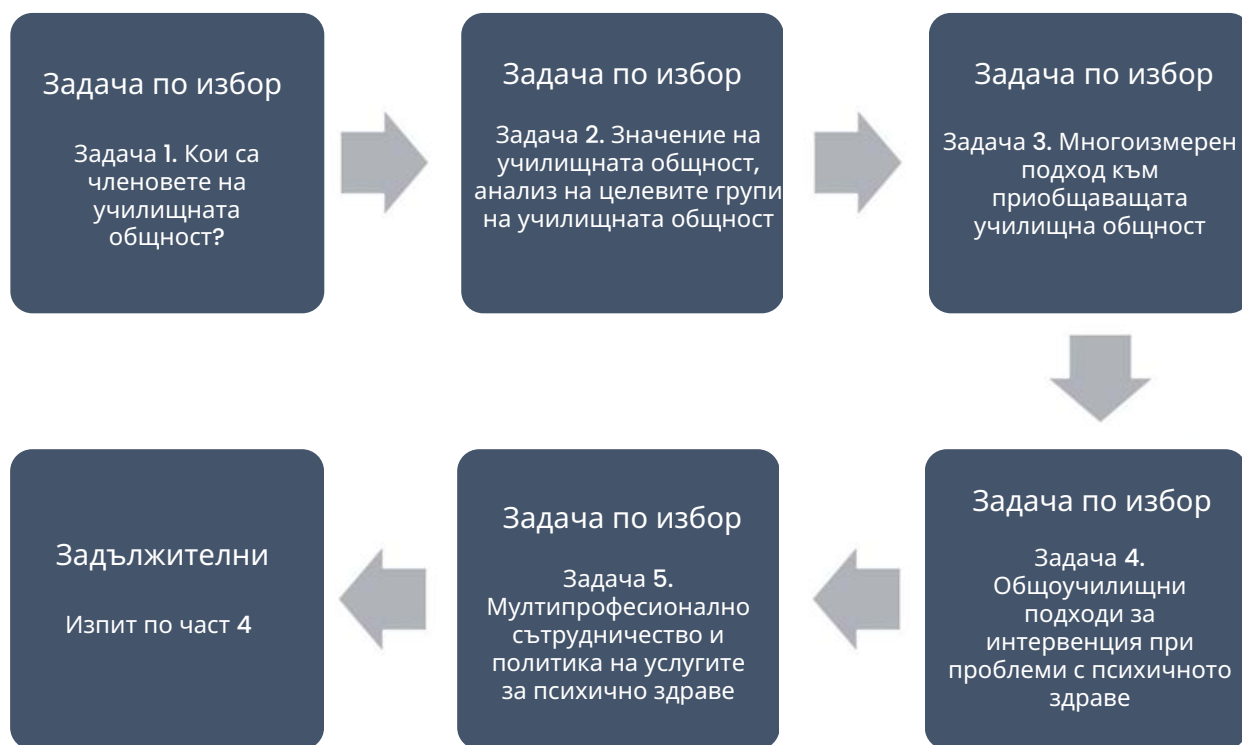 Задача по избор
Задача 1. Кои са
членовете на
училищната
общност?
Задача по избор
Задача 2. Значение на
училищната общност,
анализ на целевите групи
на училищната общност
Задача по избор
Задача 3. Многоизмерен
подход към
приобщаващата
училищна общност
Задача по избор
Задача 4.
Общоучилищни
подходи за
интервенция при
проблеми с психичното
здраве
Задача по избор
Задача 5.
Мултипрофесионално
сътрудничество и
политика на услугите
за психично здраве
Задължителни
Изпит по част 4